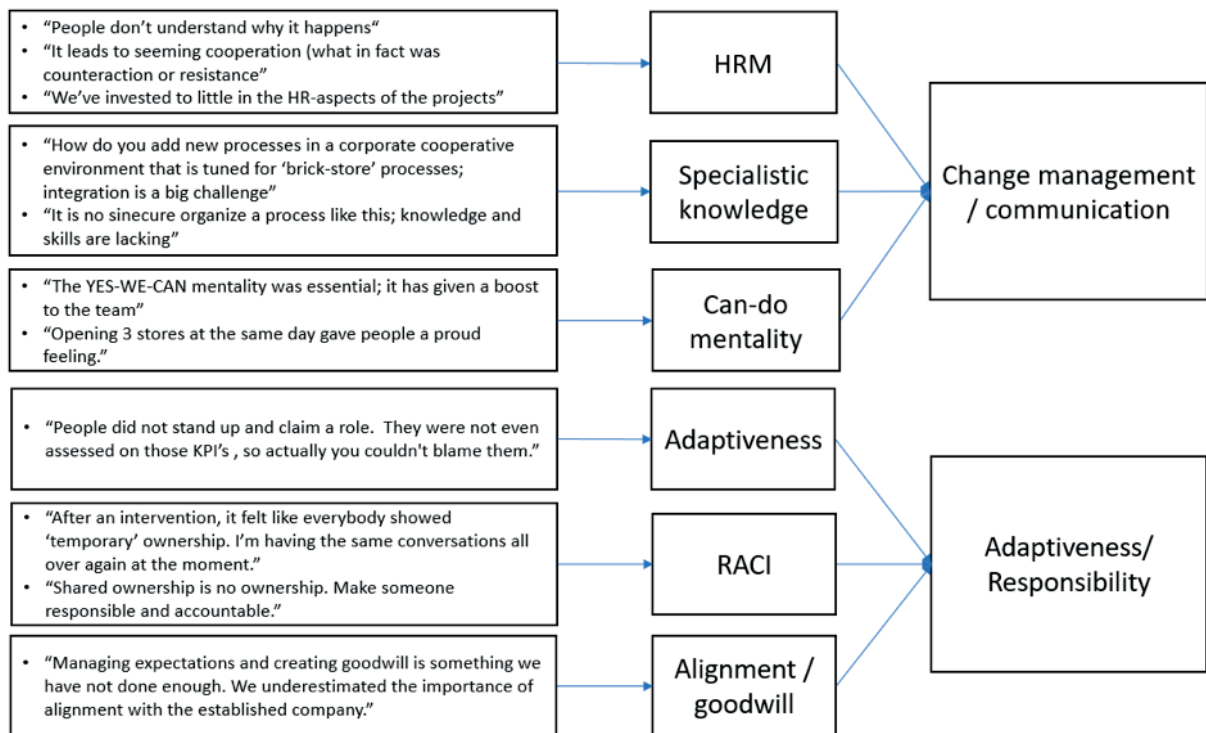 • “People don’t understand why it happens“
• “It leads to seeming cooperation (what in fact was
counteraction or resistance”
• “We’ve invested to little in the HR-aspects of the projects”
HRM
• “How do you add new processes in a corporate cooperative
environment that is tuned for ‘brick-store’ processes;
integration is a big challenge”
• “It is no sinecure organize a process like this; knowledge and
skills are lacking”
Specialistic
knowledge
• “The YES-WE-CAN mentality was essential; it has given a boost
to the team”
• “Opening 3 stores at the same day gave people a proud
feeling.”
Can-do
mentality
Change management
/ communication
• “People did not stand up and claim a role.  They were not even
assessed on those KPI’s , so actually you couldn't blame them.”
Adaptiveness
• “After an intervention, it felt like everybody showed
‘temporary’ ownership. I’m having the same conversations all
over again at the moment.”
• “Shared ownership is no ownership. Make someone
responsible and accountable.”
RACI
• “Managing expectations and creating goodwill is something we
have not done enough. We underestimated the importance of
alignment with the established company.”
Alignment /
goodwill
Adaptiveness/
Responsibility